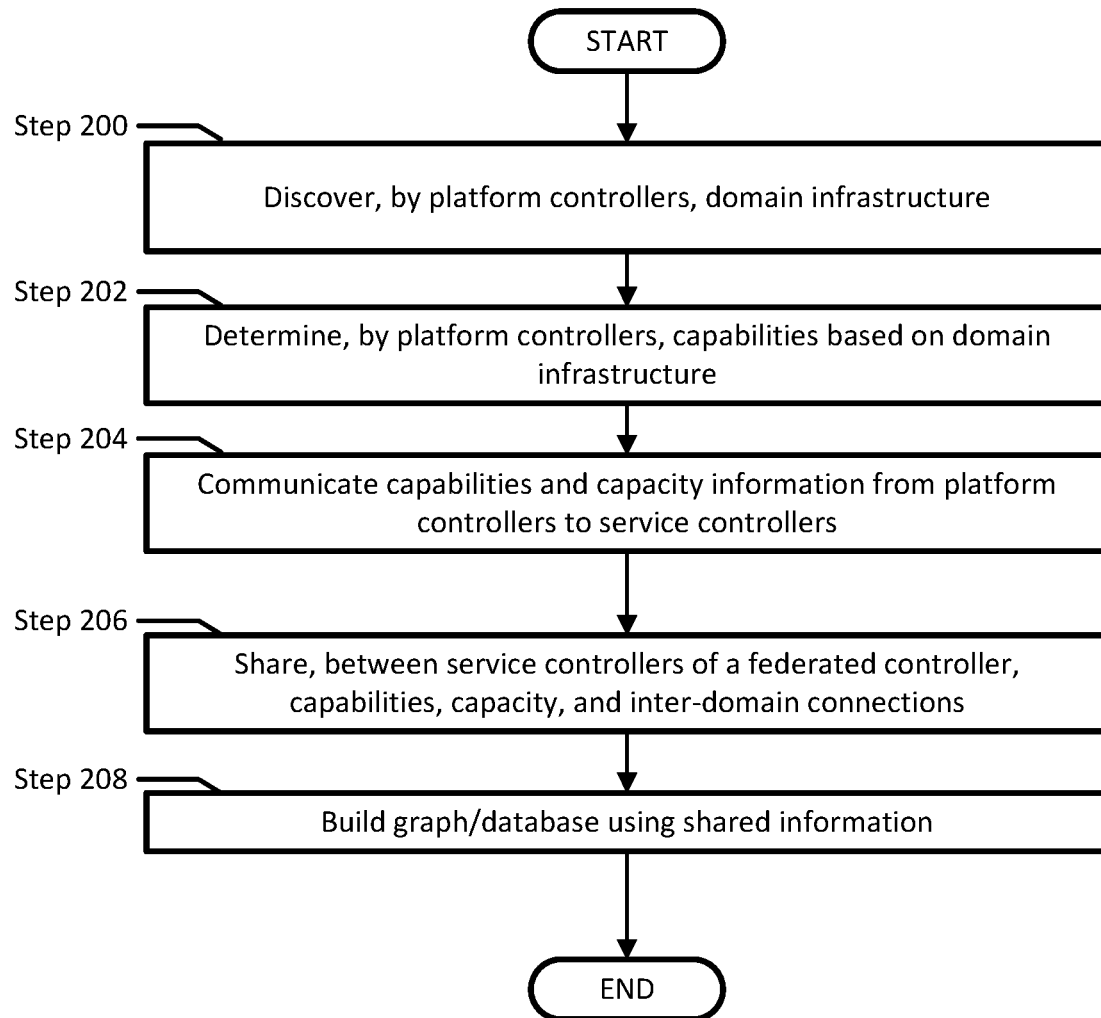 START
Step 200
Discover, by platform controllers, domain infrastructure
Step 202
Determine, by platform controllers, capabilities based on domain
infrastructure
Step 204
Communicate capabilities and capacity information from platform
controllers to service controllers
Step 206
Share, between service controllers of a federated controller,
capabilities, capacity, and inter-domain connections
Step 208
Build graph/database using shared information
END